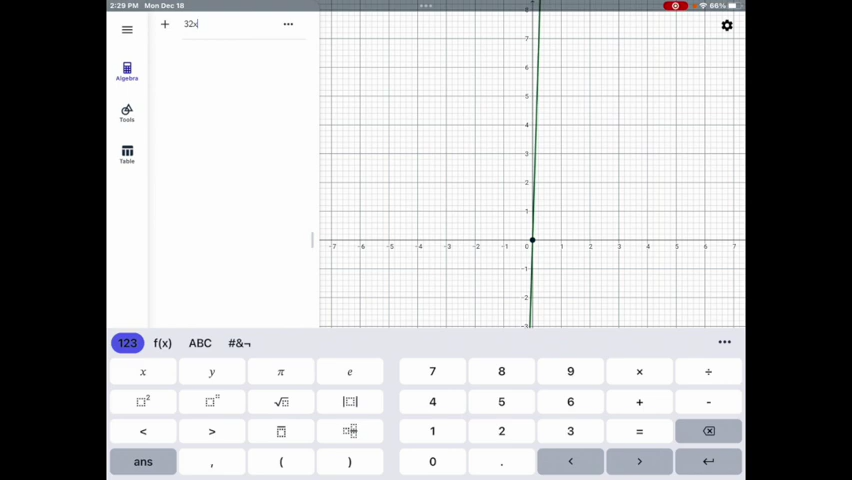 2:29 PM Mon Dec 18
66%
32x
Algebra
Tools
Table
8
7
6
5
4
3
2
1
-7 -6 -5 -4 -3 -2 -1 0 1 2 3 4 5 6 7
-1
-2
-3
123 f(x) ABC #&¬
x y π e 7 8 9 × ÷
□² □□ √□ |□| 4 5 6 + -
< > 1 2 3 =
ans , ( ) 0 . < >